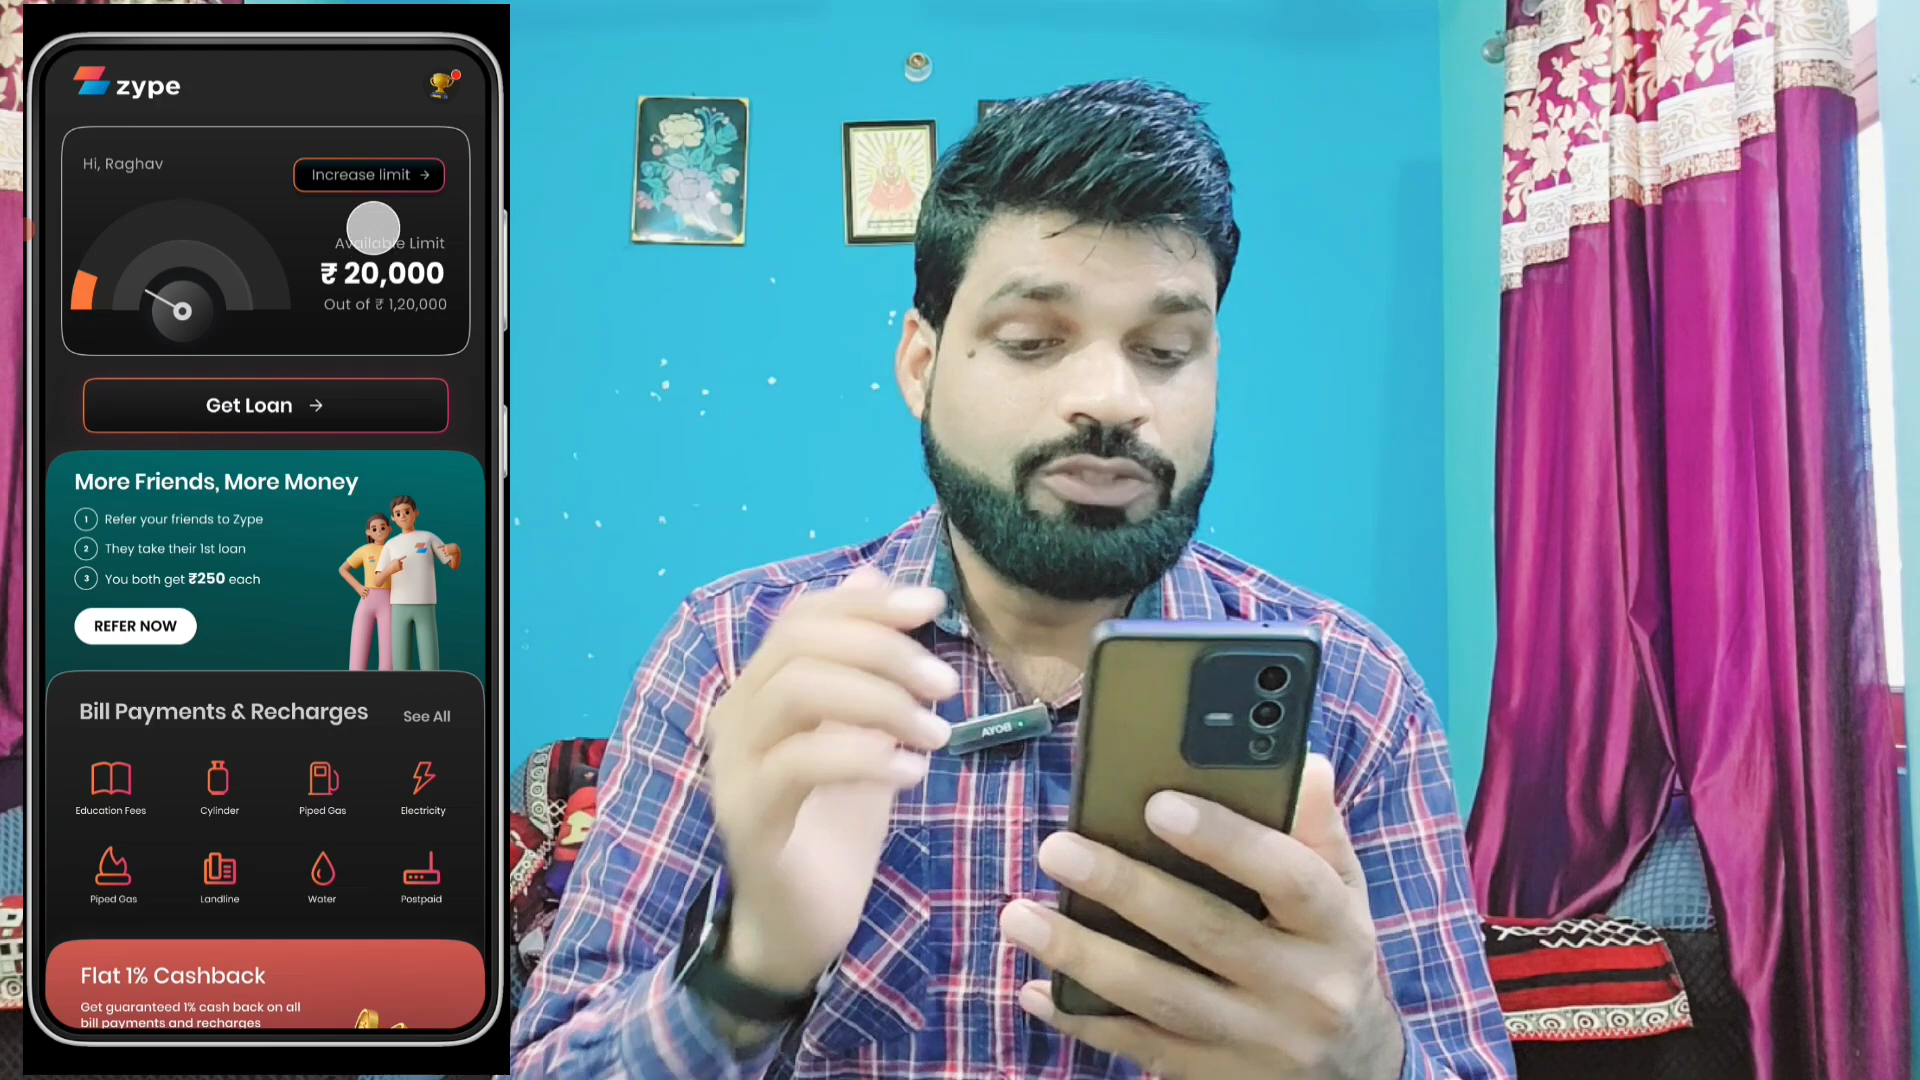 zype
Hi, Raghav
Increase limit →
Available Limit
₹ 20,000
Out of ₹ 1,20,000
Get Loan →
More Friends, More Money
1 Refer your friends to Zype
2 They take their 1st loan
3 You both get ₹250 each
REFER NOW
Bill Payments & Recharges
See All
Education Fees
Cylinder
Piped Gas
Electricity
Piped Gas
Landline
Water
Postpaid
Flat 1% Cashback
Get guaranteed 1% cash back on all
bill payments and recharges
BOYA